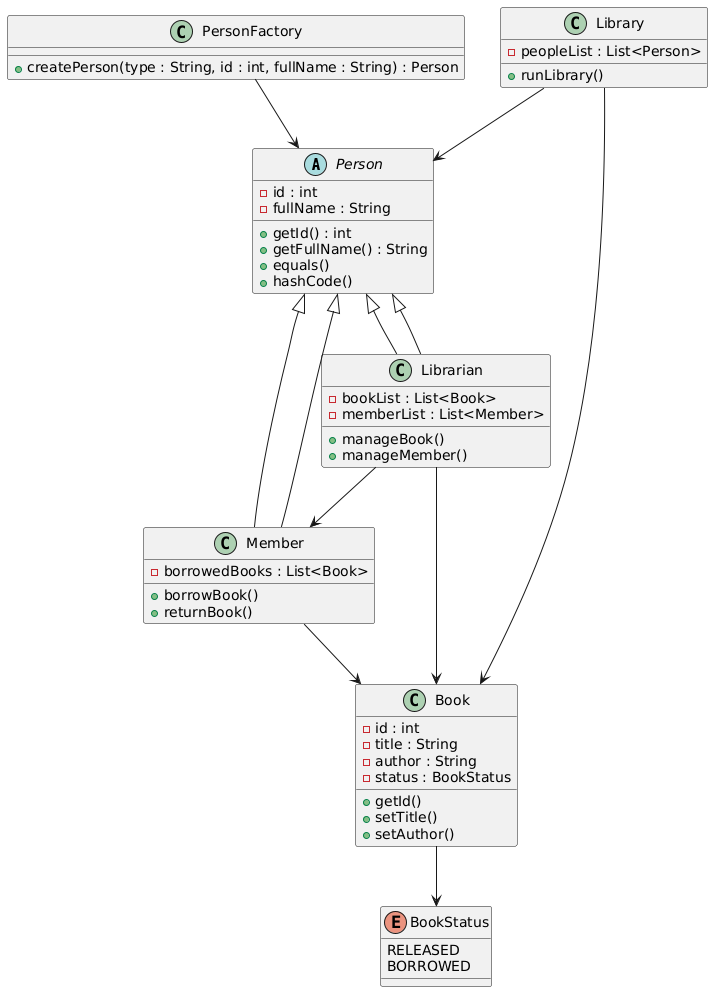 C PersonFactory
createPerson(type : String, id : int, fullName : String) : Person
C Library
peopleList : List<Person>
runLibrary()
A Person
id : int
fullName : String
getId() : int
getFullName() : String
equals()
hashCode()
C Librarian
bookList : List<Book>
memberList : List<Member>
manageBook()
manageMember()
C Member
borrowedBooks : List<Book>
borrowBook()
returnBook()
C Book
id : int
title : String
author : String
status : BookStatus
getId()
setTitle()
setAuthor()
E BookStatus
RELEASED
BORROWED